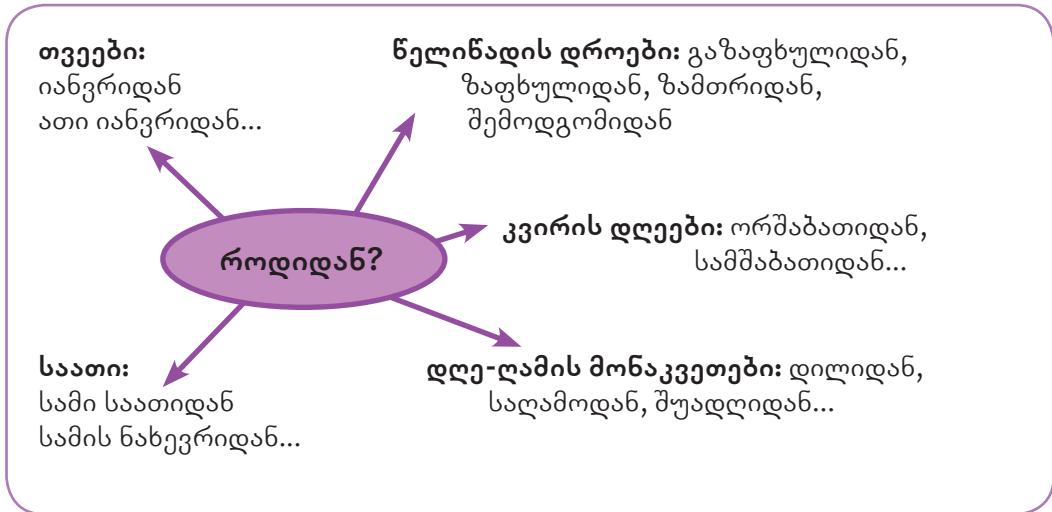 თვეები:
იანვრიდან
ათი იანვრიდან...
წელიწადის დროები: გაზაფხულიდან,
ზაფხულიდან, ზამთრიდან,
შემოდგომიდან
კვირის დღეები: ორშაბათიდან,
სამშაბათიდან...
როდიდან?
საათი:
სამი საათიდან
სამის ნახევრიდან...
დღე-ღამის მონაკვეთები: დილიდან,
საღამოდან, შუადღიდან...